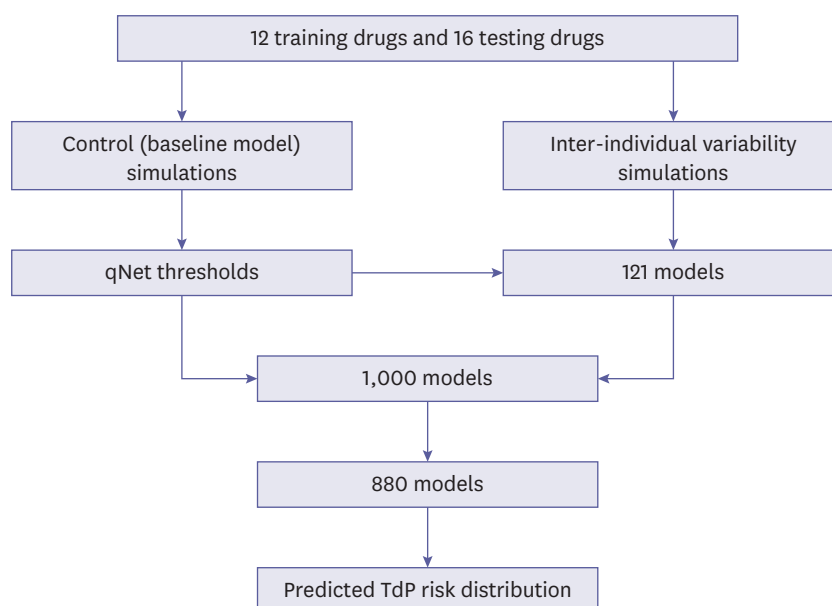 12 training drugs and 16 testing drugs
Control (baseline model)
simulations
Inter-individual variability
simulations
qNet thresholds
121 models
1,000 models
880 models
Predicted TdP risk distribution